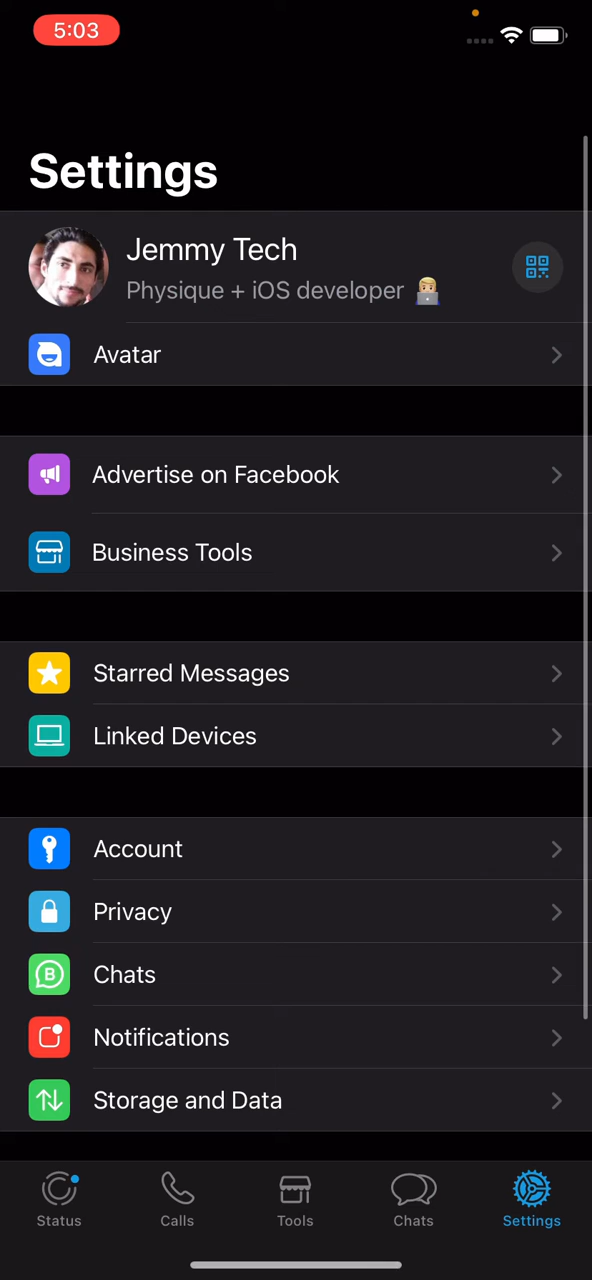 5:03
Settings
Jemmy Tech
Physique + iOS developer 👨🏼‍💻
Avatar
Advertise on Facebook
Business Tools
Starred Messages
Linked Devices
Account
Privacy
B
Chats
Notifications
Storage and Data
Status
Calls
Tools
Chats
Settings